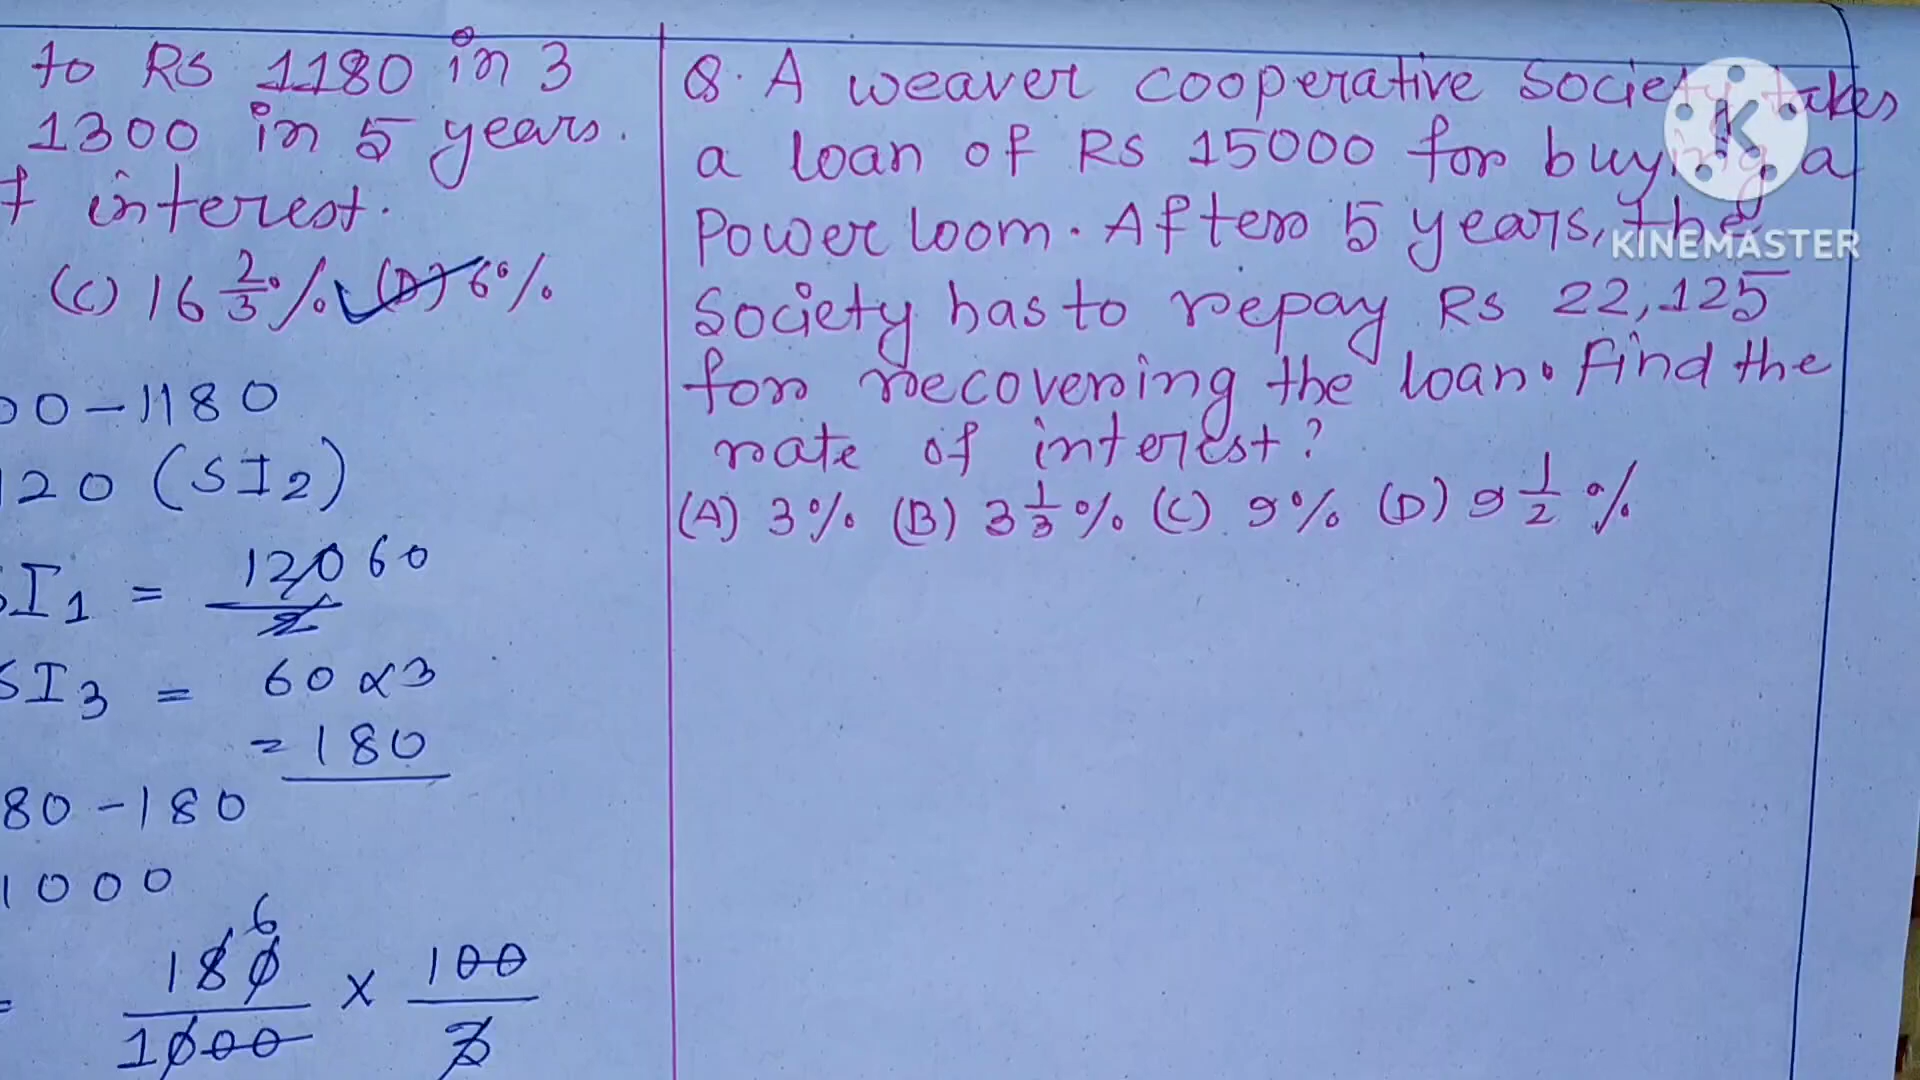 to Rs 1180 in 3
1300 in 5 years.
f interest.
(C) 16 2/3 % (D) 6%
00-1180
120 (SI2)
SI1 = 120/2 60
SI3 = 60 x 3
= 180
80-180
1000
6
= 180/1000 x 100/3
Q. A weaver cooperative Society takes
a loan of Rs 15000 for buying a
Power loom. After 5 years, the
Society has to repay Rs 22,125
for recovering the loan. Find the
rate of interest?
(A) 3% (B) 3 1/3 % (C) 9% (D) 9 1/2 %
K
KINEMASTER